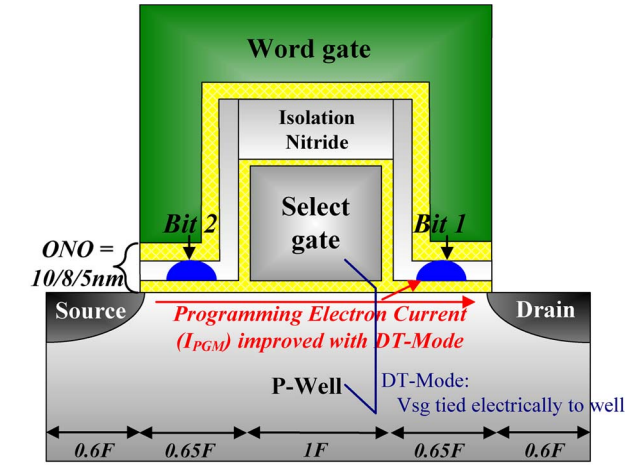 Word gate
Isolation
Nitride
Select
gate
Bit 2
Bit 1
ONO =
10/8/5nm
Source
Drain
Programming Electron Current
(IPGM) improved with DT-Mode
P-Well
DT-Mode:
Vsg tied electrically to well
0.6F
0.65F
1F
0.65F
0.6F